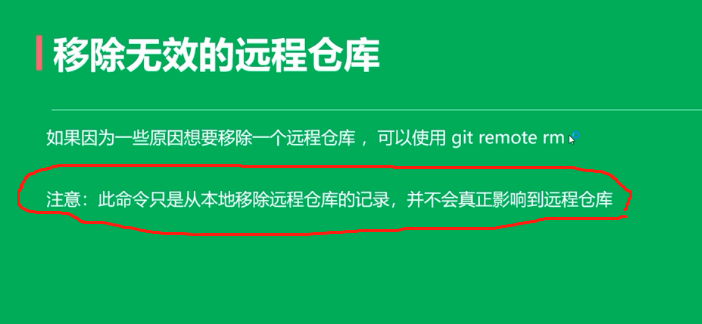 移除无效的远程仓库
如果因为一些原因想要移除一个远程仓库 ，可以使用 git remote rm
注意：此命令只是从本地移除远程仓库的记录，并不会真正影响到远程仓库